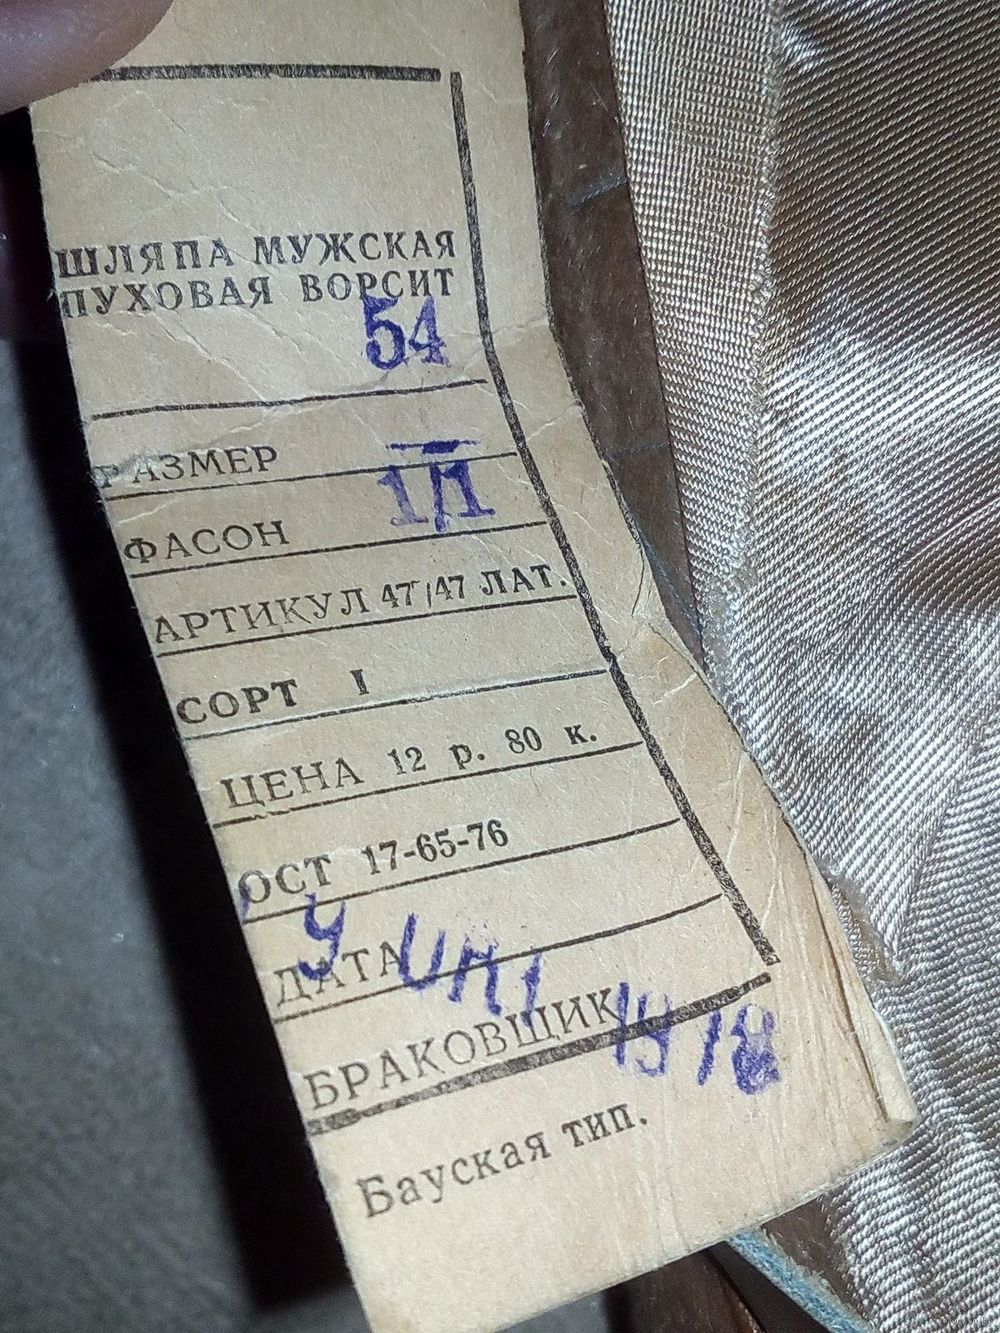 ШЛЯПА МУЖСКАЯ
ПУХОВАЯ ВОРСИТ
54
РАЗМЕР
ФАСОН
АРТИКУЛ 47/47 ЛАТ.
СОРТ I
ЦЕНА 12 р. 80 к.
ОСТ 17-65-76
ДАТА
БРАКОВЩИК
Бауская тип.